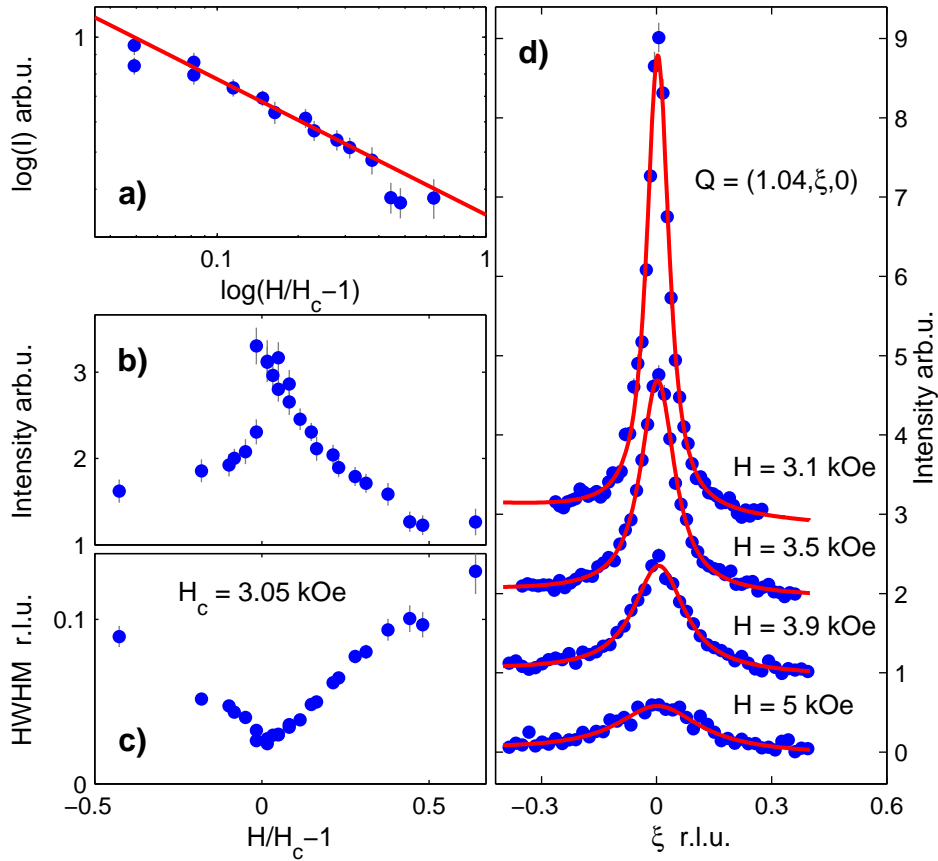 a)
log(I) arb.u.
1
0.1
1
log(H/H_c−1)
b)
Intensity arb.u.
3
2
1
c)
H_c = 3.05 kOe
HWHM r.l.u.
0.1
0
−0.5
0
0.5
H/H_c−1
d)
Q = (1.04,ξ,0)
H = 3.1 kOe
H = 3.5 kOe
H = 3.9 kOe
H = 5 kOe
9
8
7
6
5
4
3
2
1
0
Intensity arb.u.
−0.3
0
0.3
0.6
ξ r.l.u.